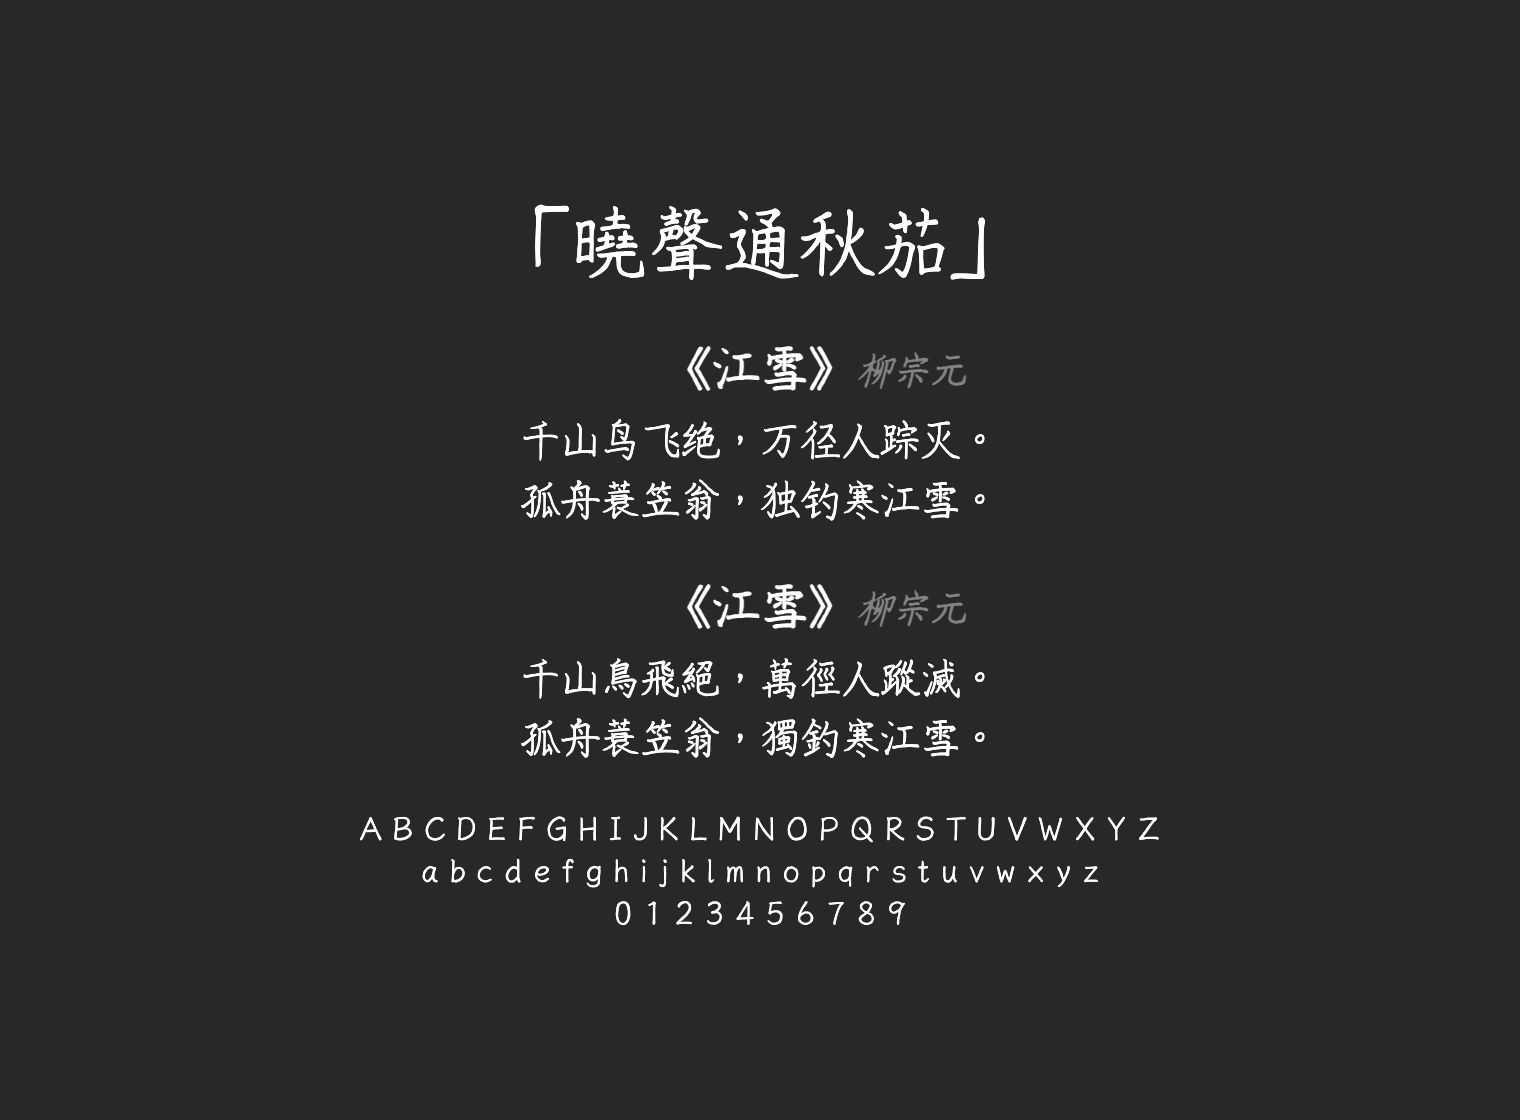 「曉聲通秋茄」
《江雪》 柳宗元
千山鸟飞绝，万径人踪灭。
孤舟蓑笠翁，独钓寒江雪。
《江雪》 柳宗元
千山鳥飛絕，萬徑人蹤滅。
孤舟蓑笠翁，獨釣寒江雪。
A B C D E F G H I J K L M N O P Q R S T U V W X Y Z
a b c d e f g h i j k l m n o p q r s t u v w x y z
0 1 2 3 4 5 6 7 8 9